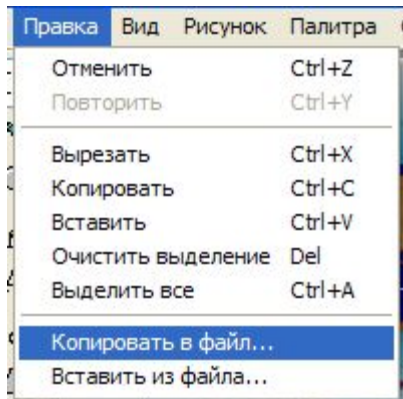 Правка Вид Рисунок Палитра
Отменить Ctrl+Z
Повторить Ctrl+Y
Вырезать Ctrl+X
Копировать Ctrl+C
Вставить Ctrl+V
Очистить выделение Del
Выделить все Ctrl+A
Копировать в файл...
Вставить из файла...